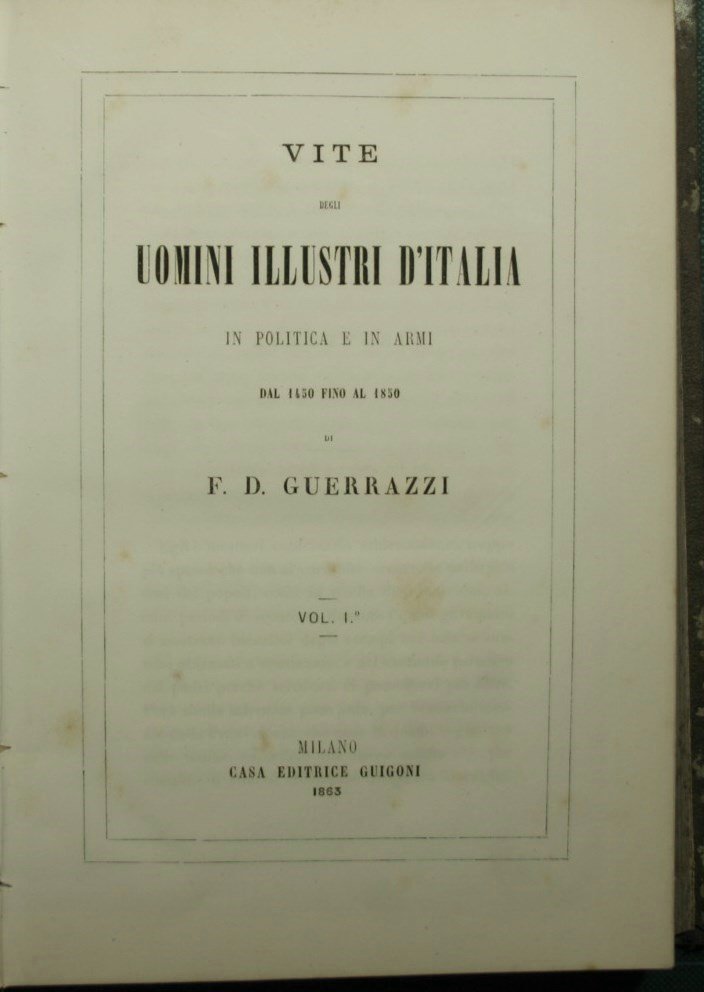 VITE
DEGLI
UOMINI ILLUSTRI D'ITALIA
IN POLITICA E IN ARMI
DAL 1450 FINO AL 1850
DI
F. D. GUERRAZZI
VOL. I.º
MILANO
CASA EDITRICE GUIGONI
1863